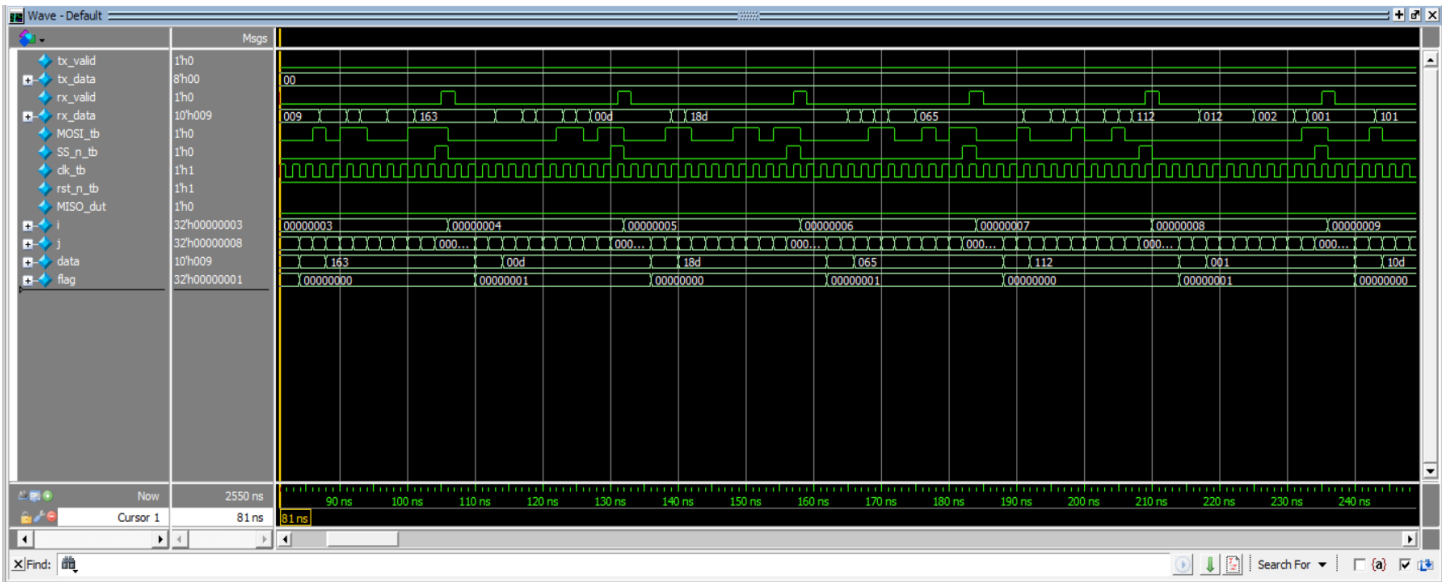 Wave - Default
Msgs
tx_valid 1'h0
tx_data 8'h00 00
rx_valid 1'h0
rx_data 10'h009 009 163 00d 18d 065 112 012 002 001 101
MOSI_tb 1'h0
SS_n_tb 1'h0
clk_tb 1'h1
rst_n_tb 1'h1
MISO_dut 1'h0
i 32'h00000003 00000003 00000004 00000005 00000006 00000007 00000008 00000009
j 32'h00000008 000... 000... 000... 000... 000... 000...
data 10'h009 163 00d 18d 065 112 001 10d
flag 32'h00000001 00000000 00000001 00000000 00000001 00000000 00000001 00000000
Now 2550 ns 90 ns 100 ns 110 ns 120 ns 130 ns 140 ns 150 ns 160 ns 170 ns 180 ns 190 ns 200 ns 210 ns 220 ns 230 ns 240 ns
Cursor 1 81 ns 81 ns
Find: Search For {a}